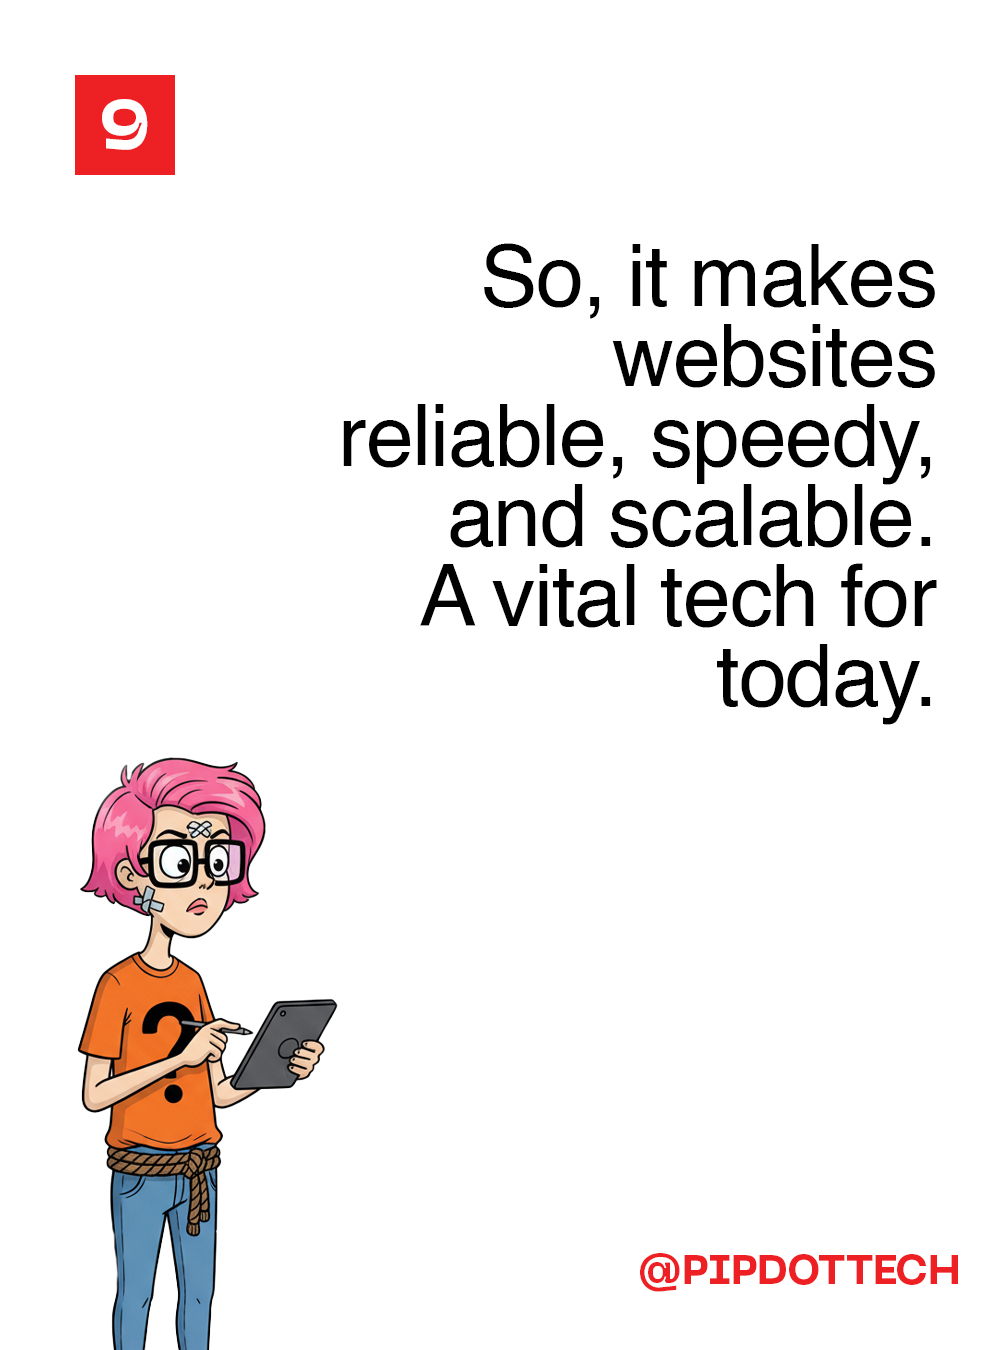 9
So, it makes
websites
reliable, speedy,
and scalable.
A vital tech for
today.
?
@PIPDOTTECH